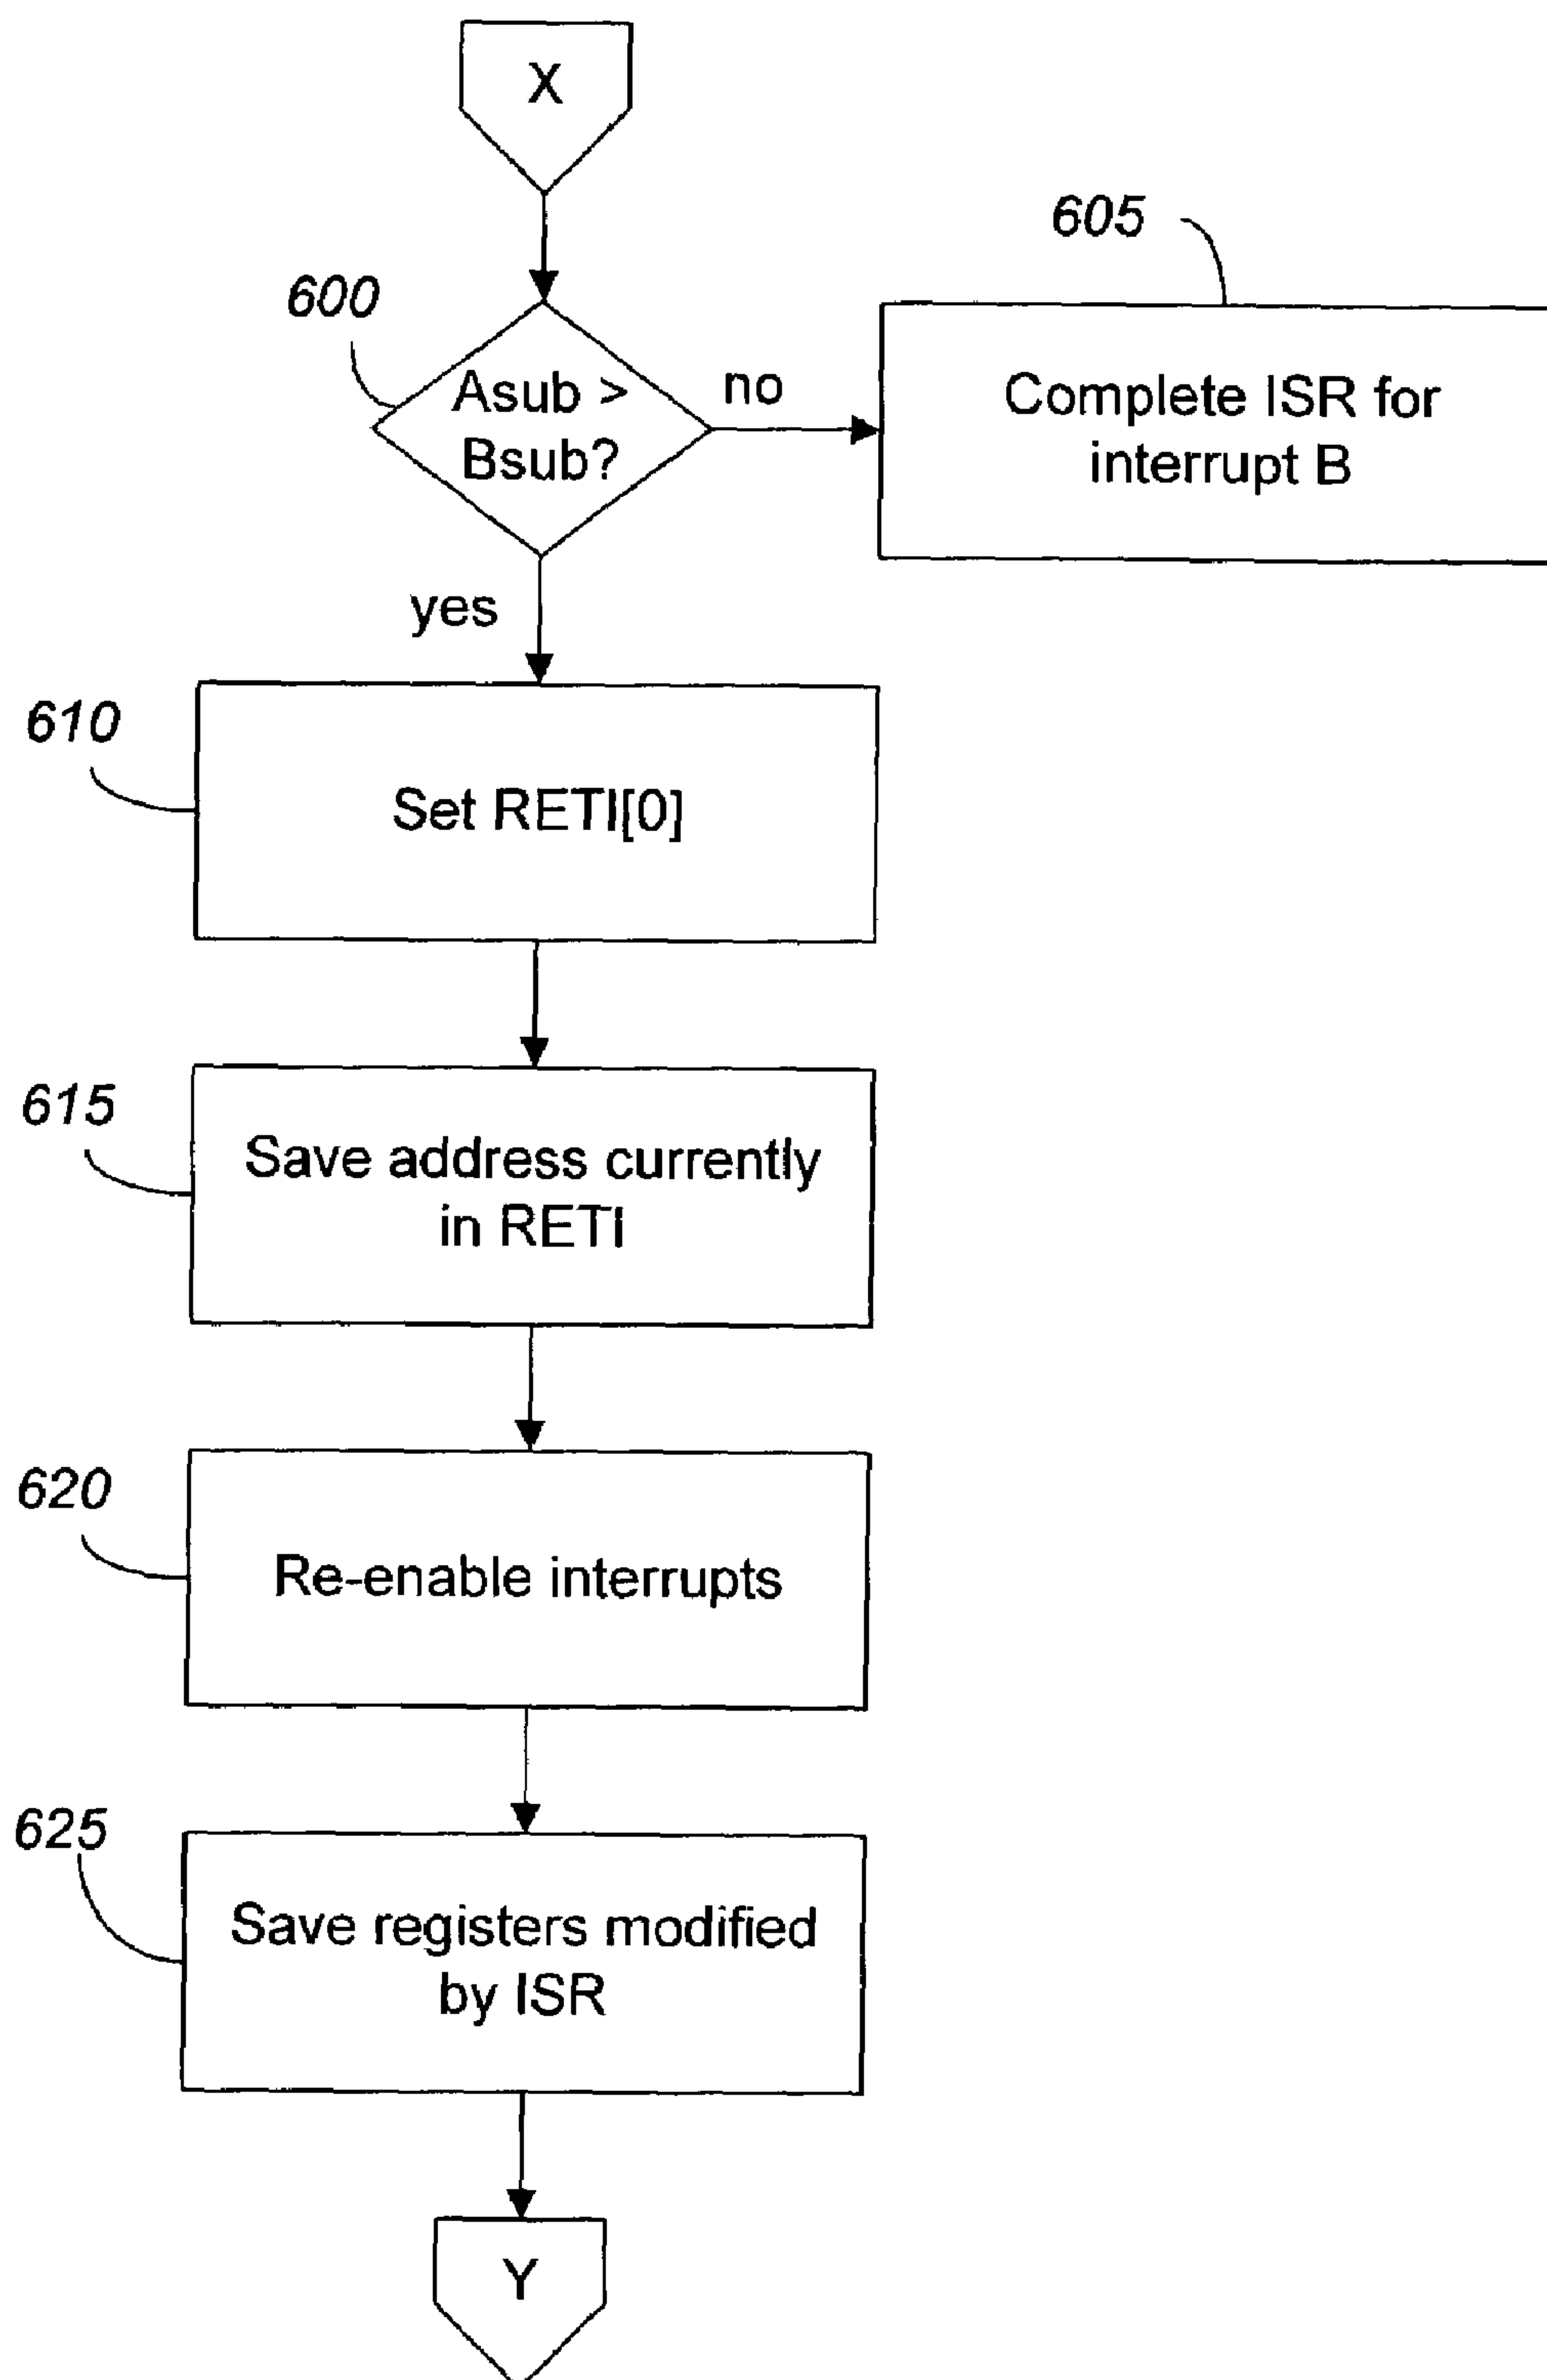 X
605
600
Asub >
Bsub?
no
Complete ISR for
interrupt B
yes
610
Set RETI[0]
615
Save address currently
in RETI
620
Re-enable interrupts
625
Save registers modified
by ISR
Y